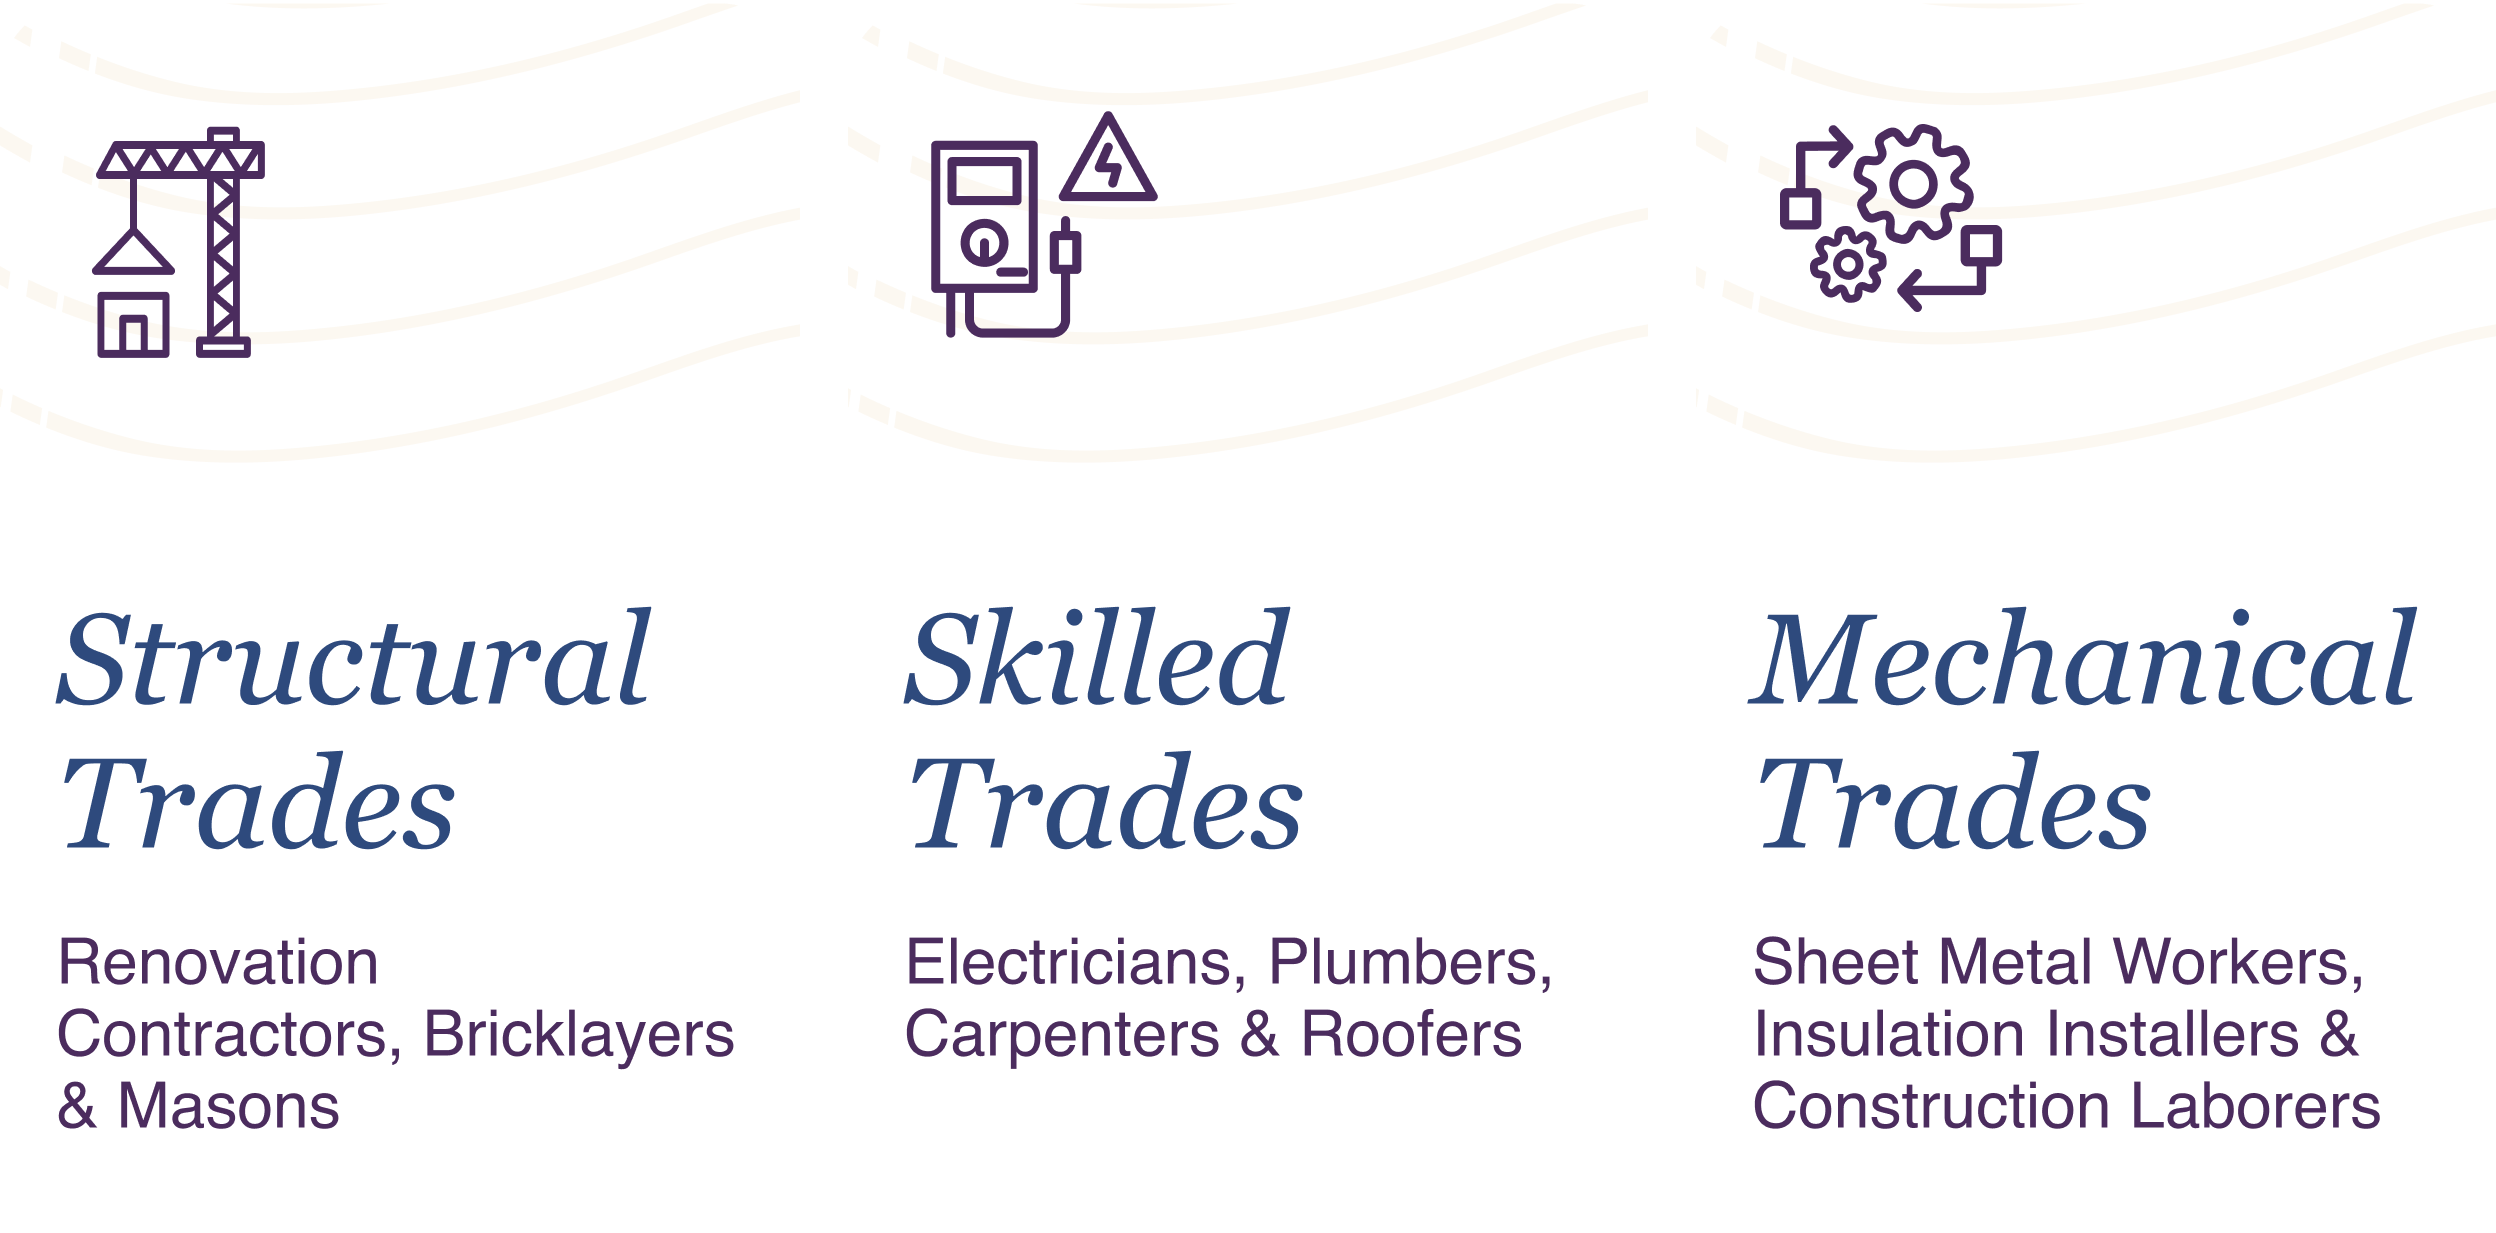 Structural
Trades
Renovation
Contractors, Bricklayers
& Masons
Skilled
Trades
Electricians, Plumbers,
Carpenters & Roofers
Mechanical
Trades
Sheet Metal Workers,
Insulation Installers &
Construction Laborers